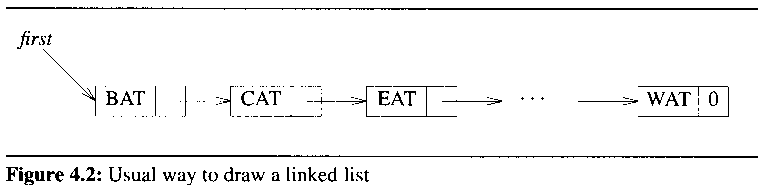 first
BAT CAT EAT · · · WAT 0
Figure 4.2: Usual way to draw a linked list